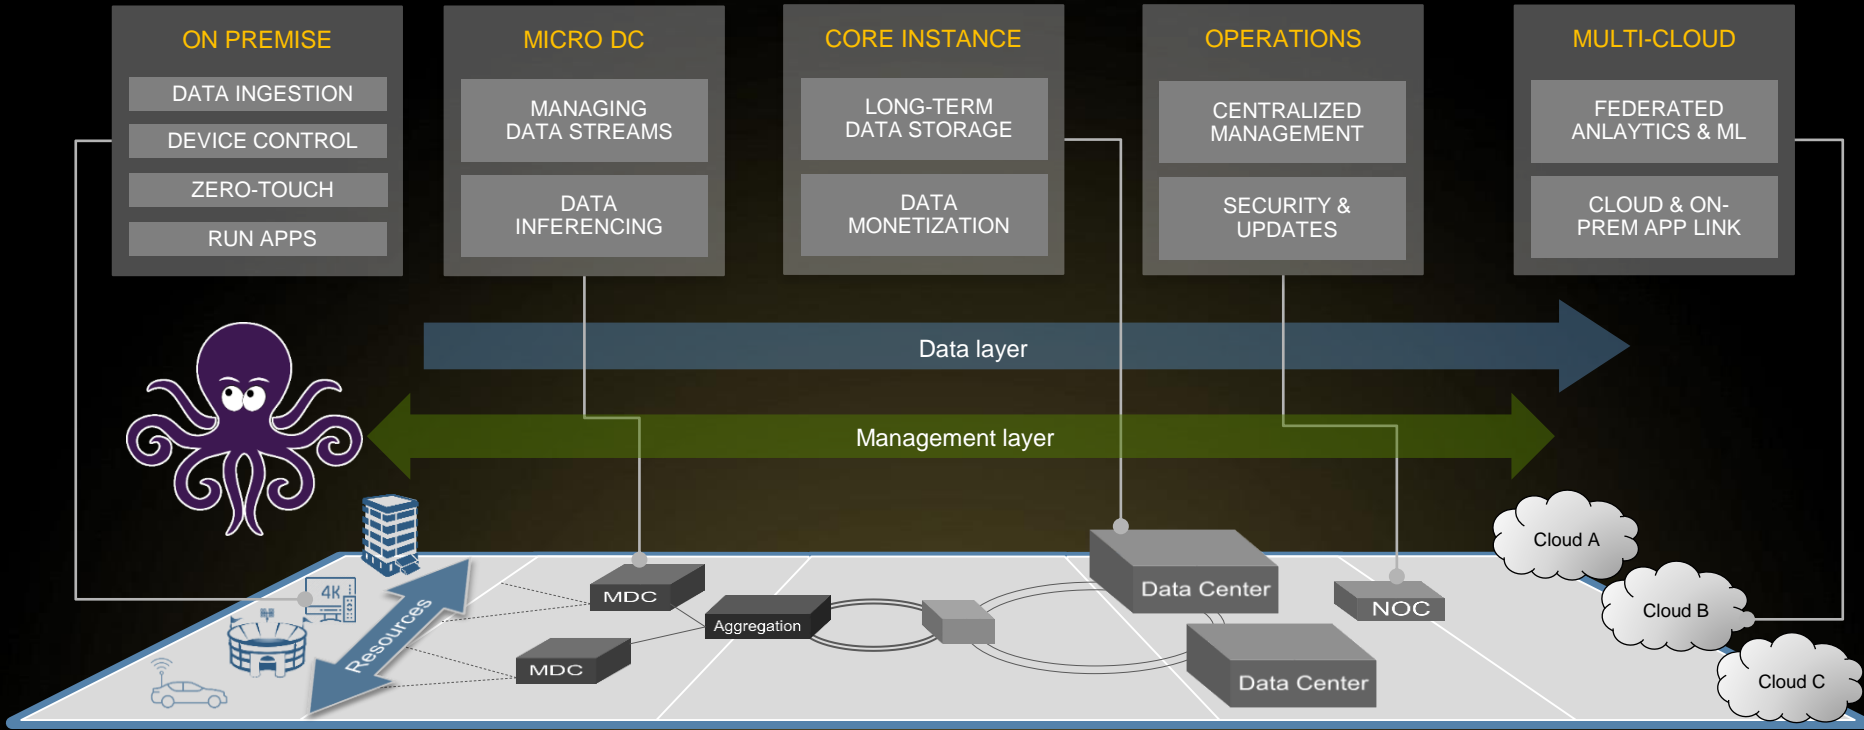 ON PREMISE
DATA INGESTION
DEVICE CONTROL
ZERO-TOUCH
RUN APPS
MICRO DC
MANAGING
DATA STREAMS
DATA
INFERENCING
CORE INSTANCE
LONG-TERM
DATA STORAGE
DATA
MONETIZATION
OPERATIONS
CENTRALIZED
MANAGEMENT
SECURITY &
UPDATES
MULTI-CLOUD
FEDERATED
ANLAYTICS & ML
CLOUD & ON-
PREM APP LINK
Data layer
Management layer
4K
Resources
MDC
MDC
Aggregation
Data Center
Data Center
NOC
Cloud A
Cloud B
Cloud C